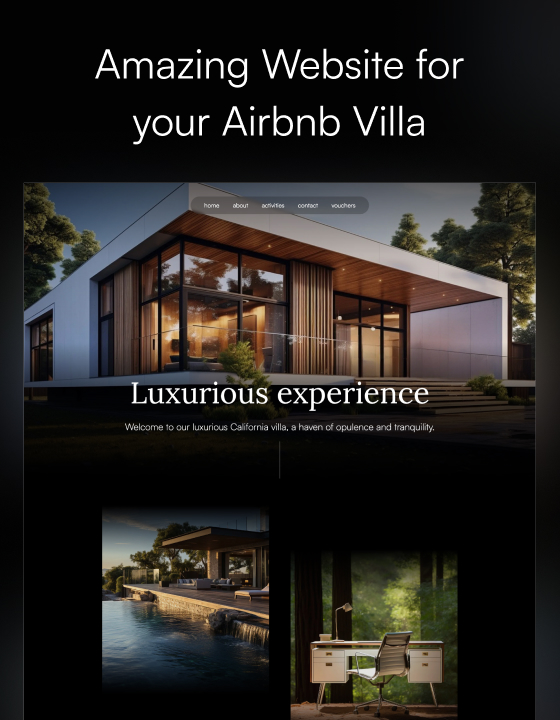 Amazing Website for
your Airbnb Villa
home about activities contact vouchers
Luxurious experience
Welcome to our luxurious California villa, a haven of opulence and tranquility.